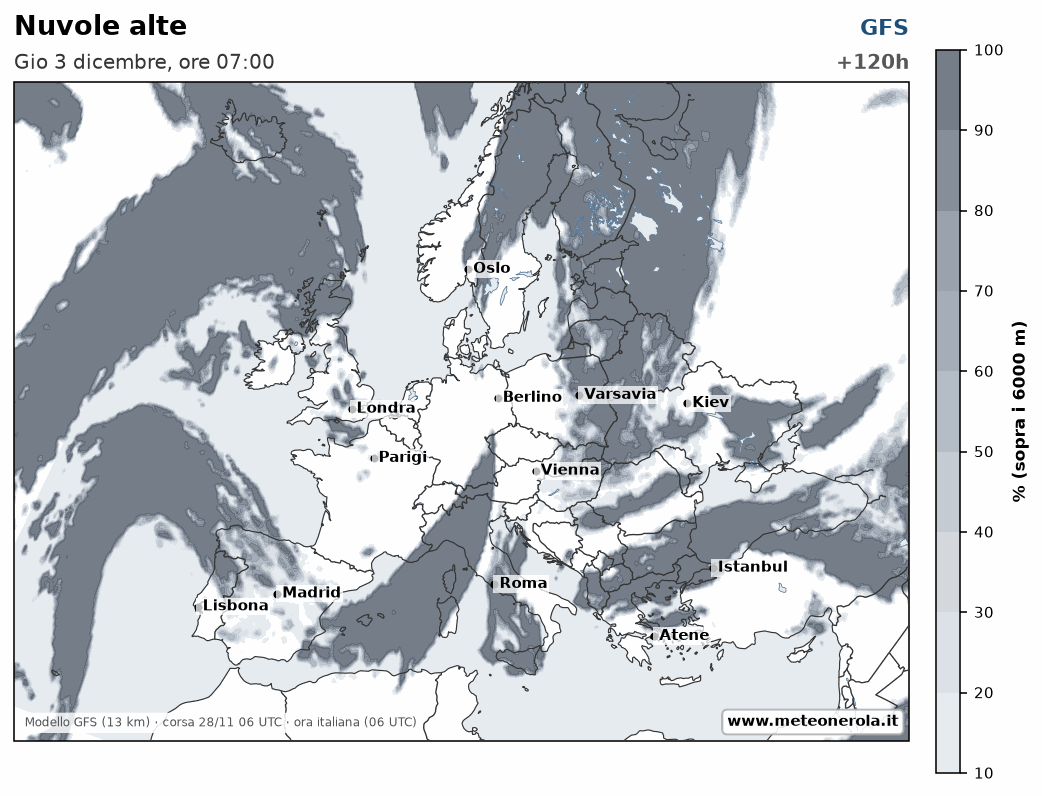 Nuvole alte
GFS
Gio 3 dicembre, ore 07:00
+120h
100
90
80
70
60
50
40
30
20
10
% (sopra i 6000 m)
Oslo
Berlino
Varsavia
Kiev
Londra
Parigi
Vienna
Istanbul
Roma
Madrid
Lisbona
Atene
Modello GFS (13 km) · corsa 28/11 06 UTC · ora italiana (06 UTC)
www.meteonerola.it